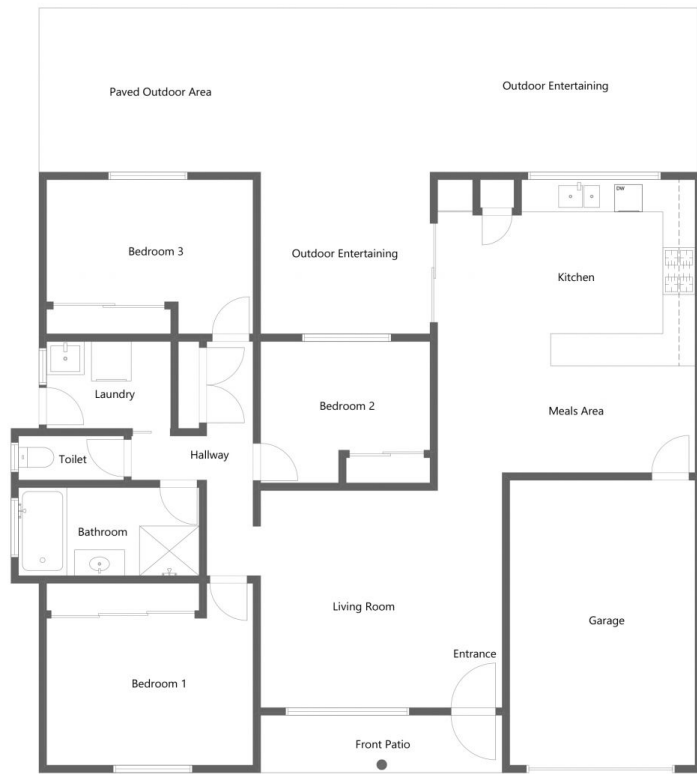 Paved Outdoor Area
Outdoor Entertaining
DW
Bedroom 3
Outdoor Entertaining
Kitchen
Laundry
Bedroom 2
Meals Area
Toilet
Hallway
Bathroom
Living Room
Garage
Entrance
Bedroom 1
Front Patio